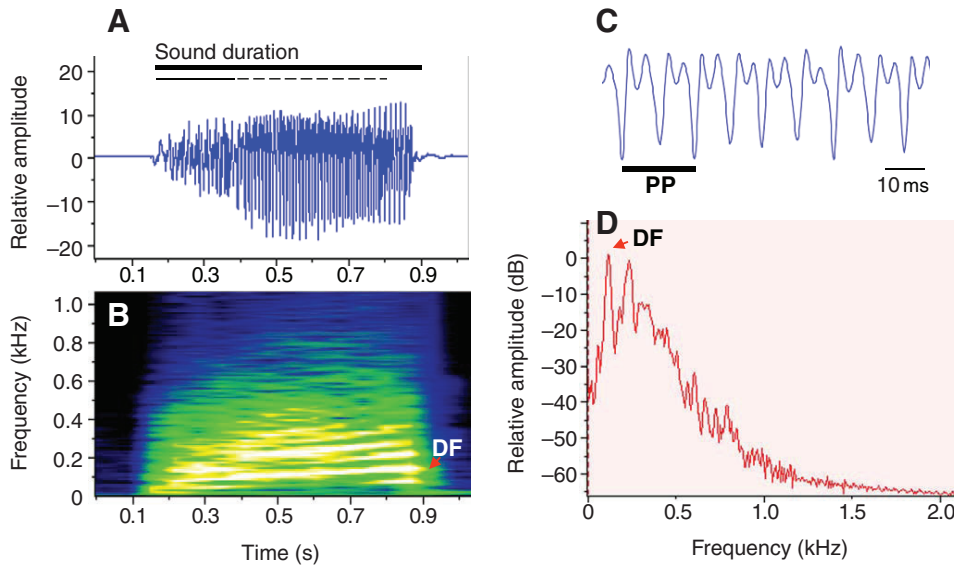 A
Sound duration
Relative amplitude
20
10
0
−10
−20
0.1 0.3 0.5 0.7 0.9
B
Frequency (kHz)
1.0
0.8
0.6
0.4
0.2
0
DF
0.1 0.3 0.5 0.7 0.9
Time (s)
C
PP
10 ms
D
DF
Relative amplitude (dB)
0
−10
−20
−30
−40
−50
−60
0 0.5 1.0 1.5 2.0
Frequency (kHz)